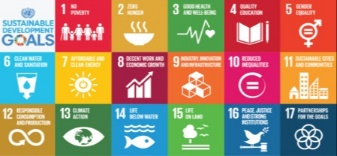 SUSTAINABLE
DEVELOPMENT
GOALS
1 NO
POVERTY
2 ZERO
HUNGER
3 GOOD HEALTH
AND WELL-BEING
4 QUALITY
EDUCATION
5 GENDER
EQUALITY
6 CLEAN WATER
AND SANITATION
7 AFFORDABLE AND
CLEAN ENERGY
8 DECENT WORK AND
ECONOMIC GROWTH
9 INDUSTRY, INNOVATION
AND INFRASTRUCTURE
10 REDUCED
INEQUALITIES
11 SUSTAINABLE CITIES
AND COMMUNITIES
12 RESPONSIBLE
CONSUMPTION
AND PRODUCTION
13 CLIMATE
ACTION
14 LIFE
BELOW WATER
15 LIFE
ON LAND
16 PEACE, JUSTICE
AND STRONG
INSTITUTIONS
17 PARTNERSHIPS
FOR THE GOALS